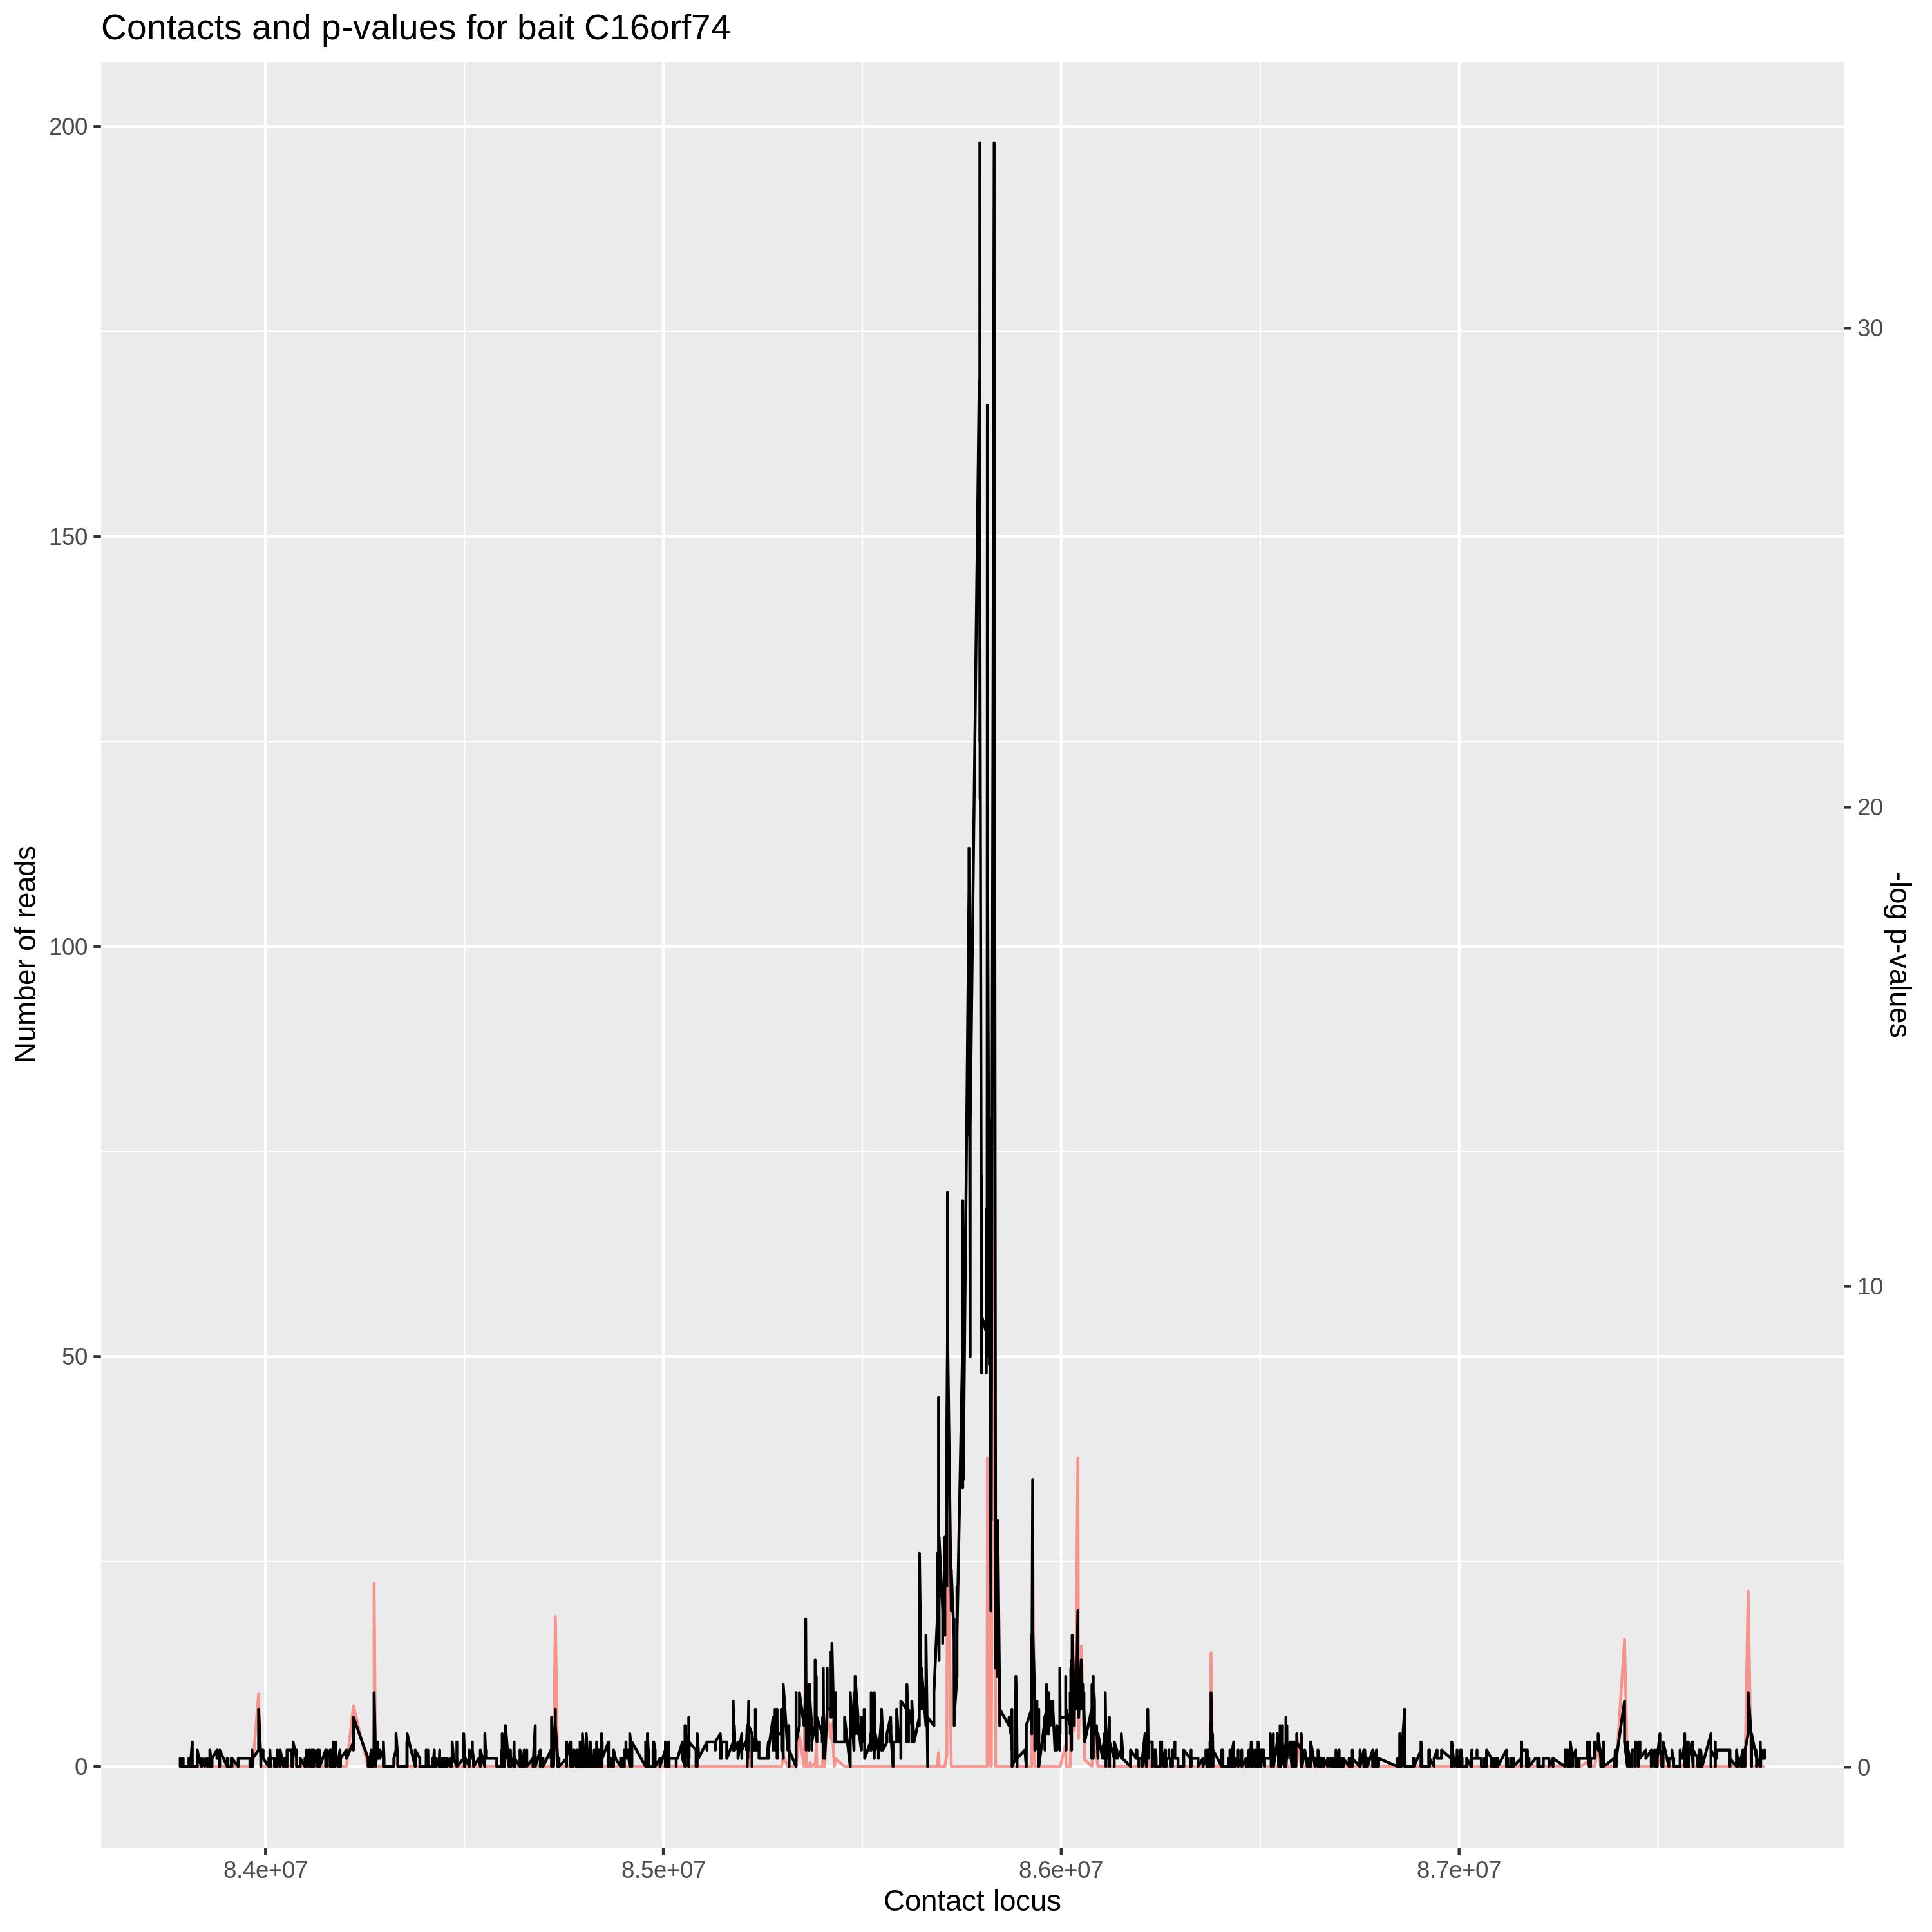 Contacts and p-values for bait C16orf74
200
150
100
50
0
Number of reads
30
20
10
0
-log p-values
8.4e+07
8.5e+07
8.6e+07
8.7e+07
Contact locus